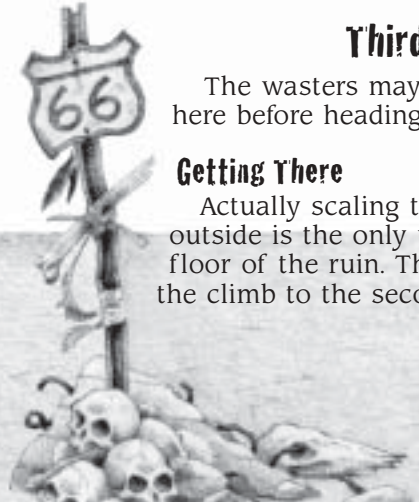 66
Third
The wasters may
here before heading
Getting There
Actually scaling t
outside is the only
floor of the ruin. Th
the climb to the seco